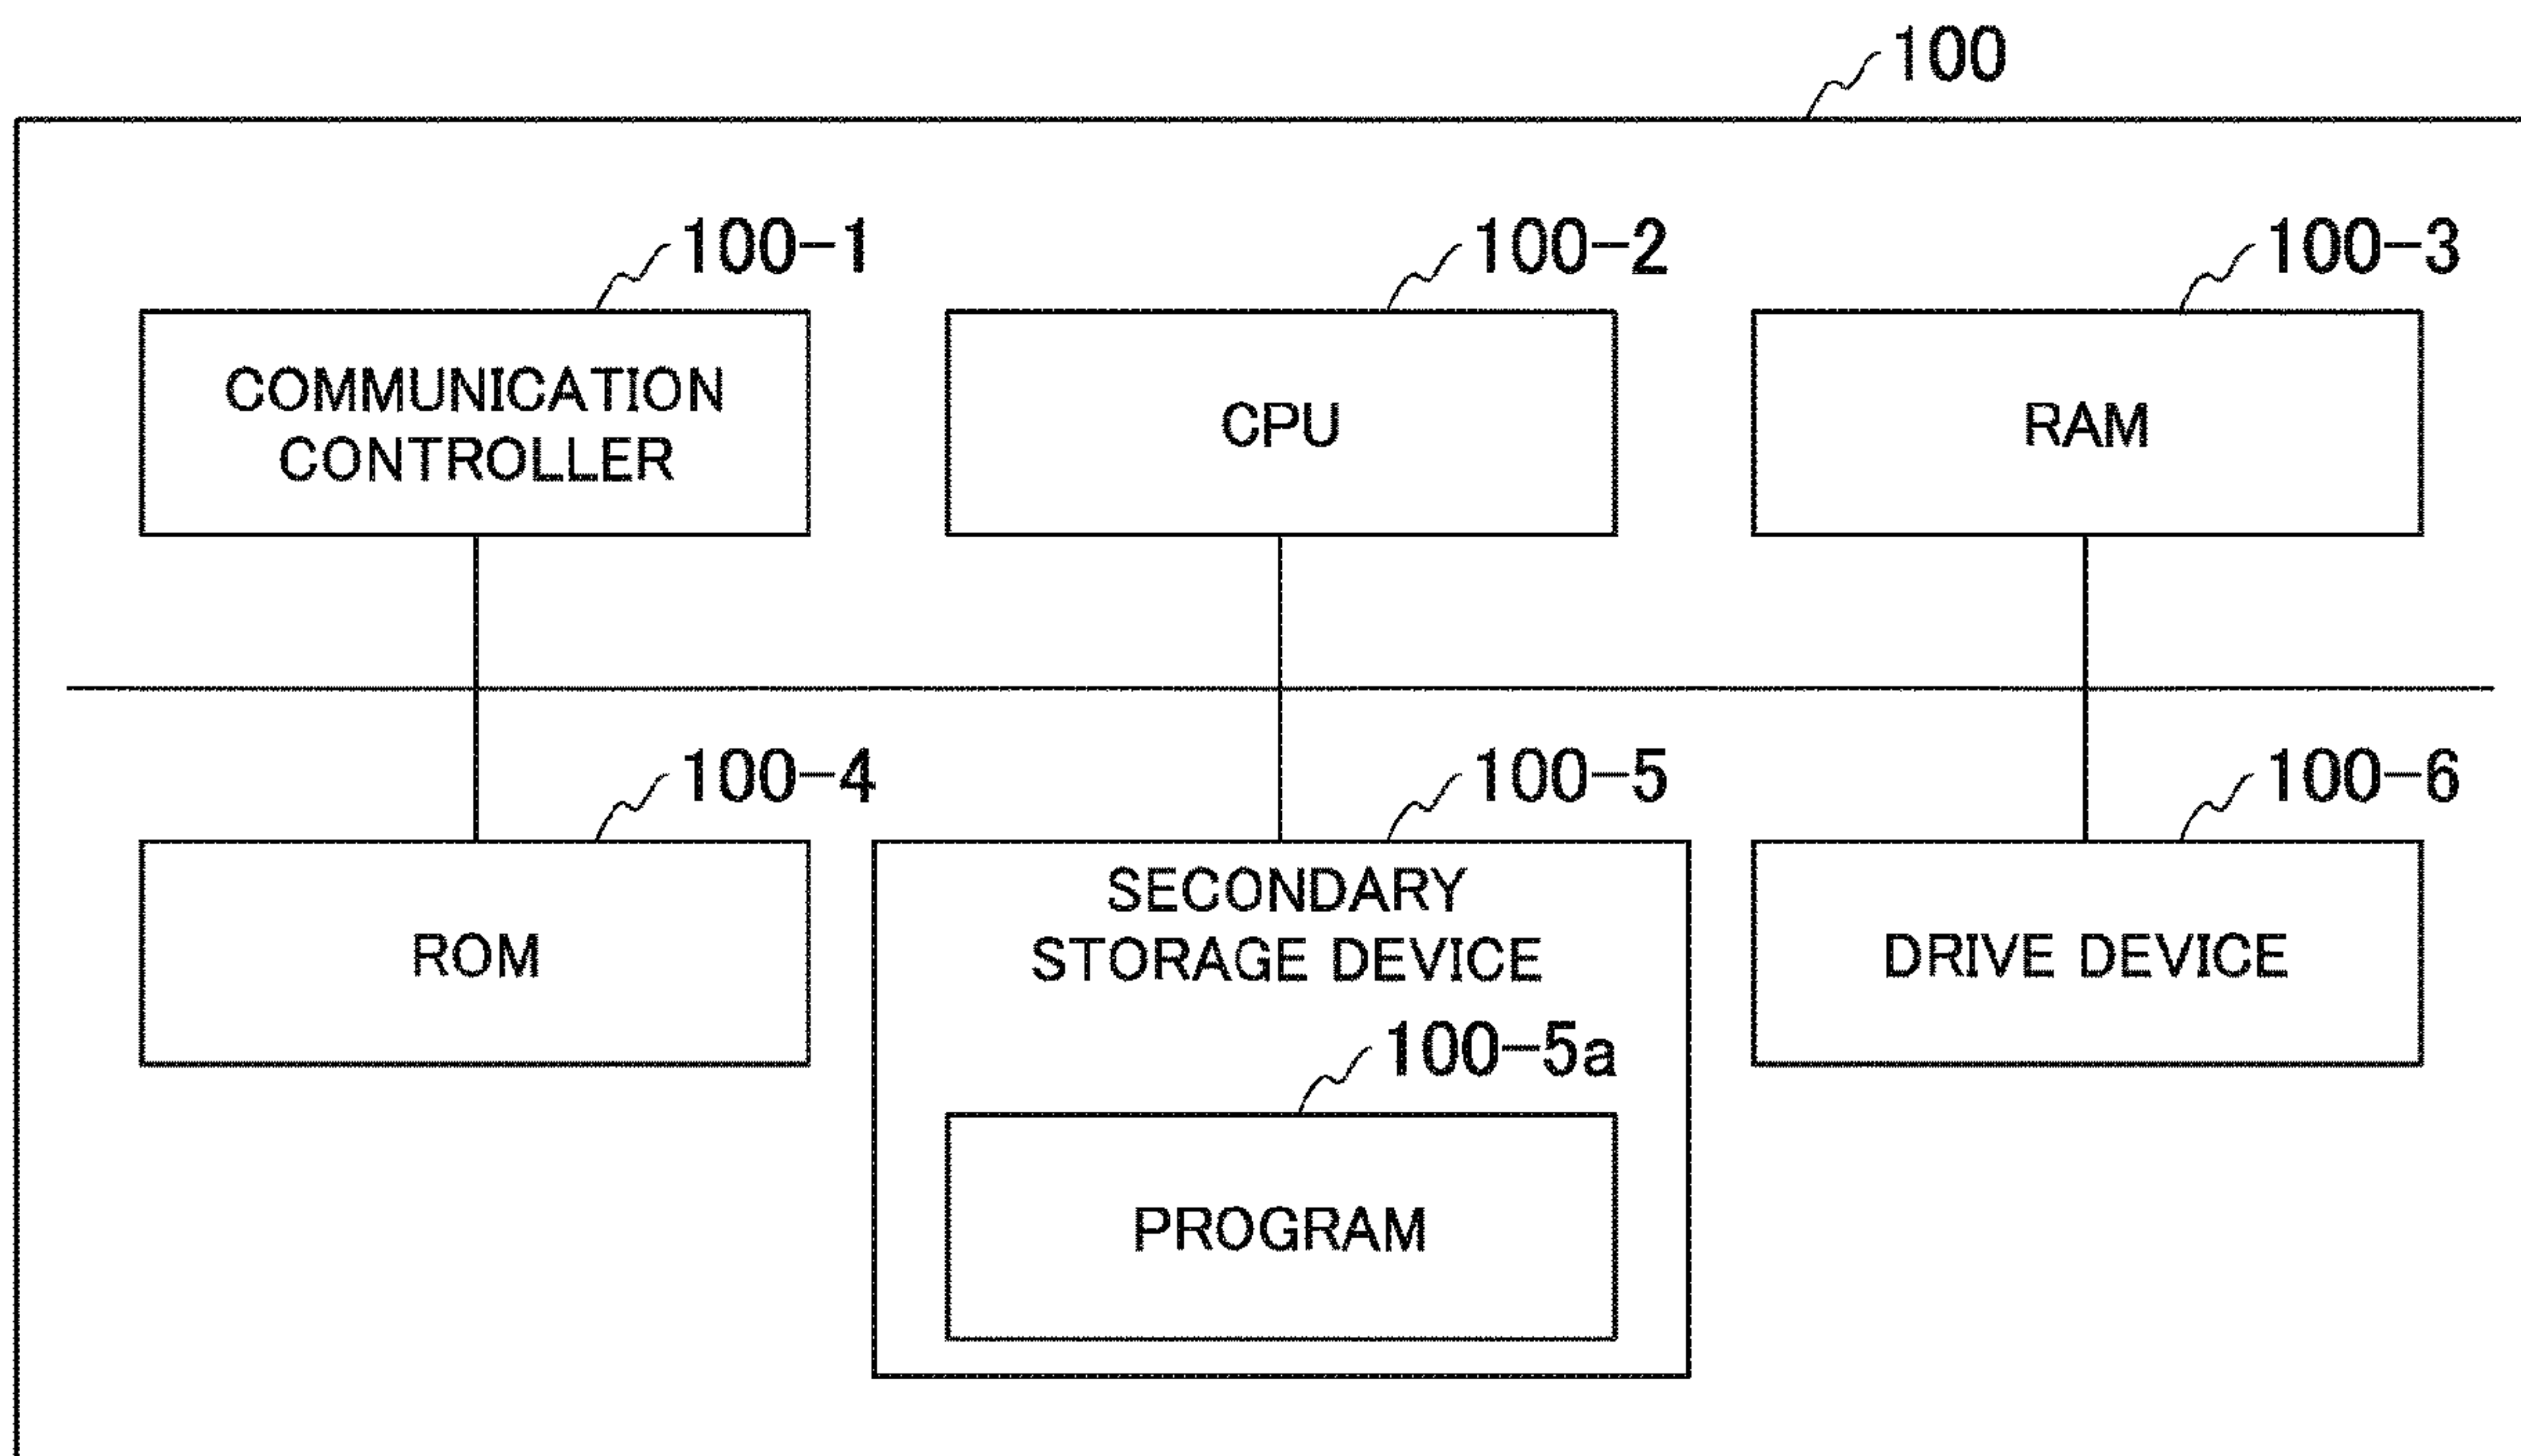 100
100-1
100-2
100-3
COMMUNICATION
CONTROLLER
CPU
RAM
100-4
100-5
100-6
ROM
SECONDARY
STORAGE DEVICE
DRIVE DEVICE
100-5a
PROGRAM